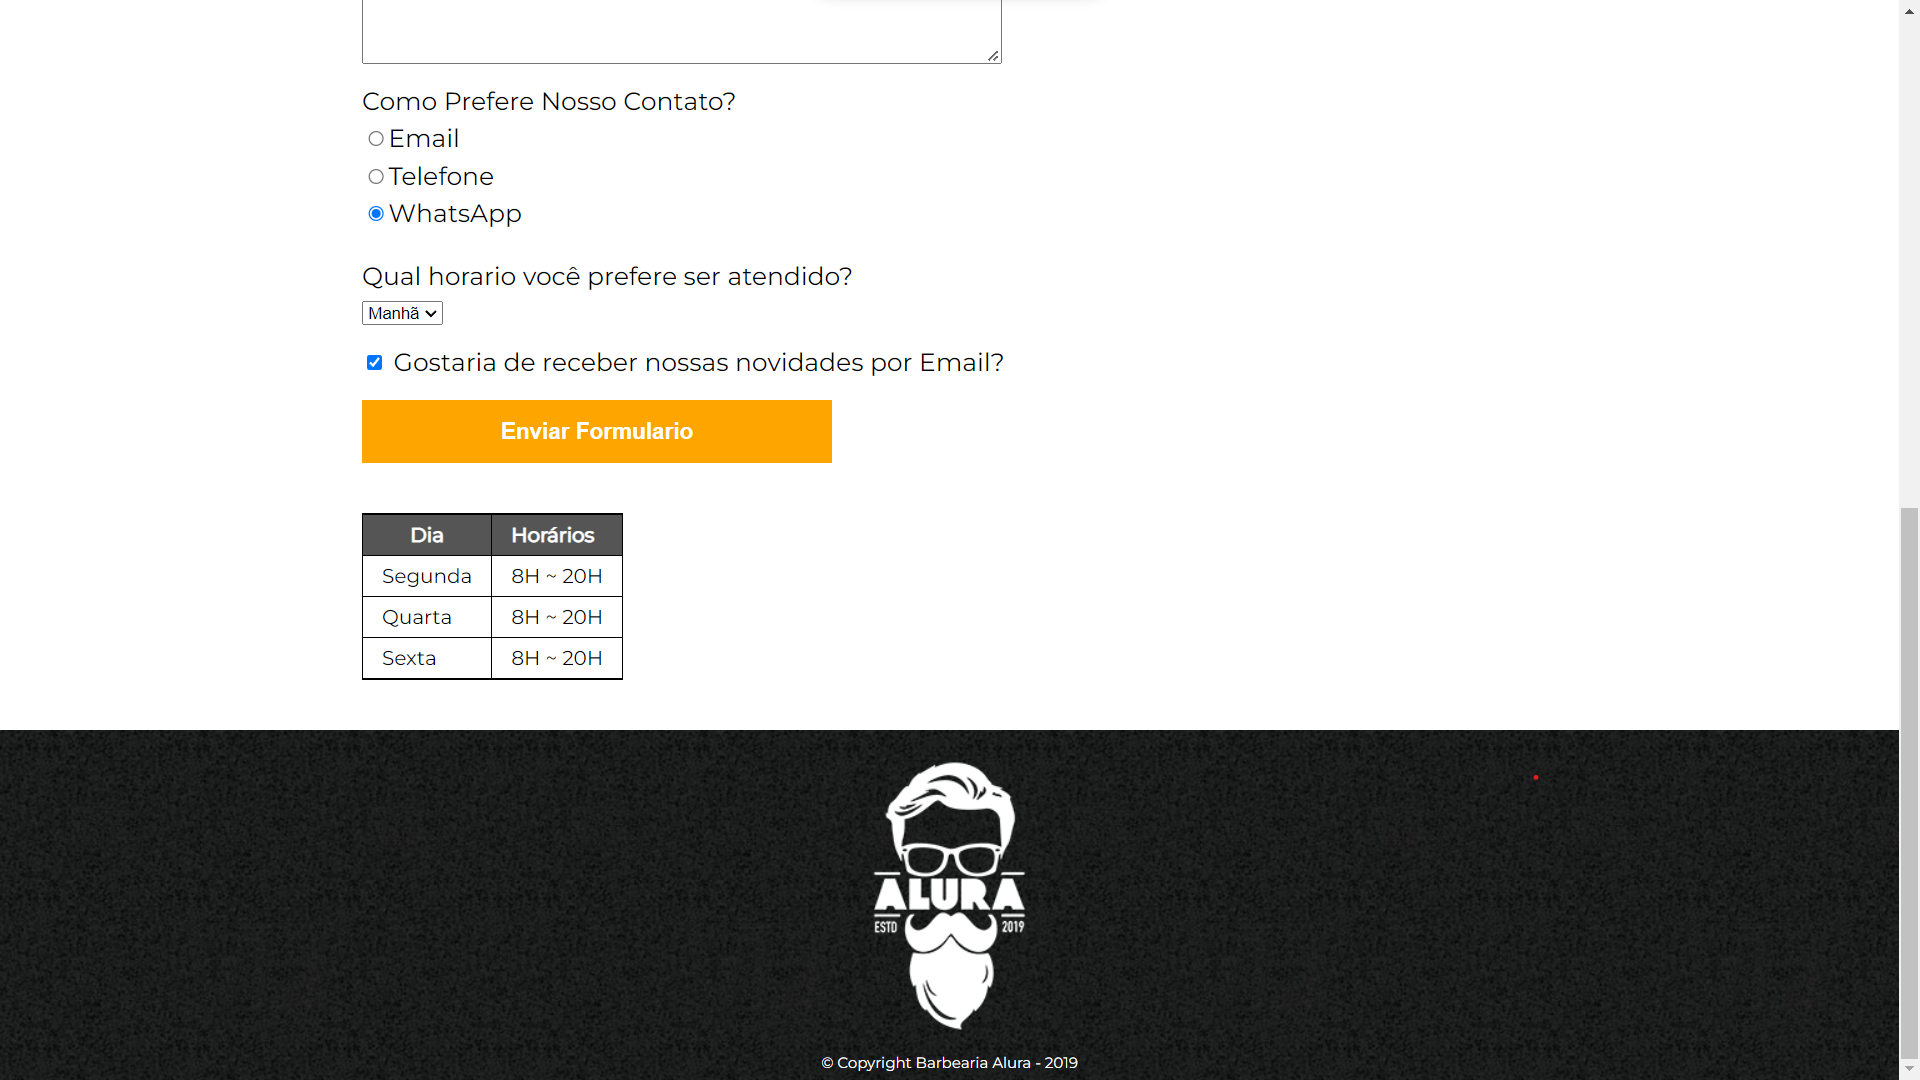 Como Prefere Nosso Contato?
Email
Telefone
WhatsApp
Qual horario você prefere ser atendido?
Manhã
Gostaria de receber nossas novidades por Email?
Enviar Formulario
Dia Horários
Segunda 8H ~ 20H
Quarta 8H ~ 20H
Sexta 8H ~ 20H
ALURA
ESTD 2019
© Copyright Barbearia Alura - 2019